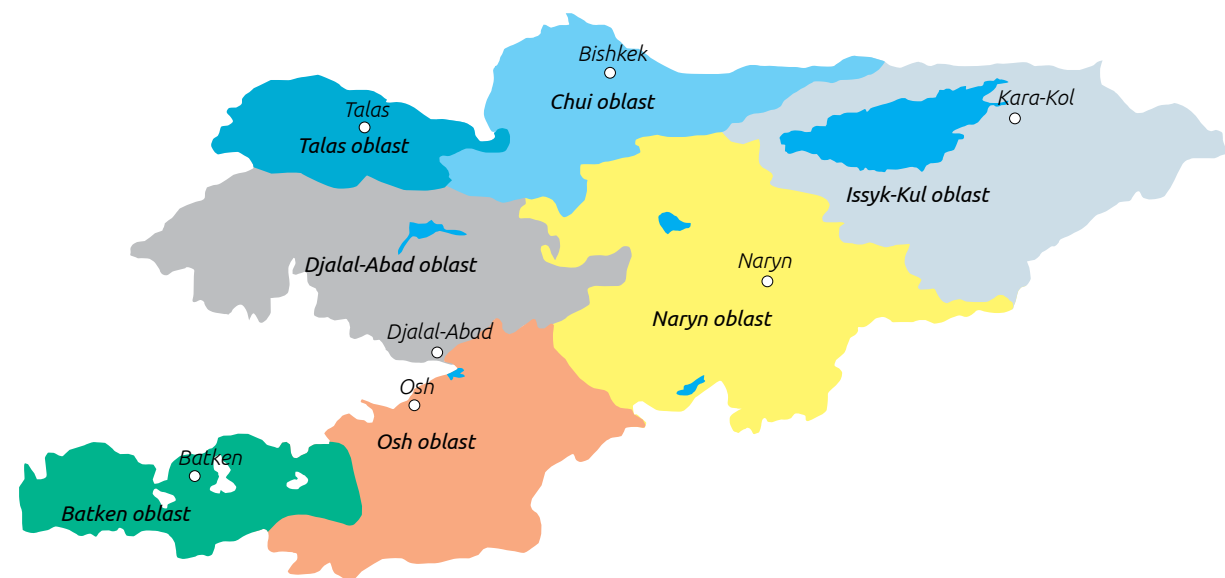 Bishkek
Chui oblast
Kara-Kol
Talas
Talas oblast
Issyk-Kul oblast
Djalal-Abad oblast
Naryn
Naryn oblast
Djalal-Abad
Osh
Osh oblast
Batken
Batken oblast